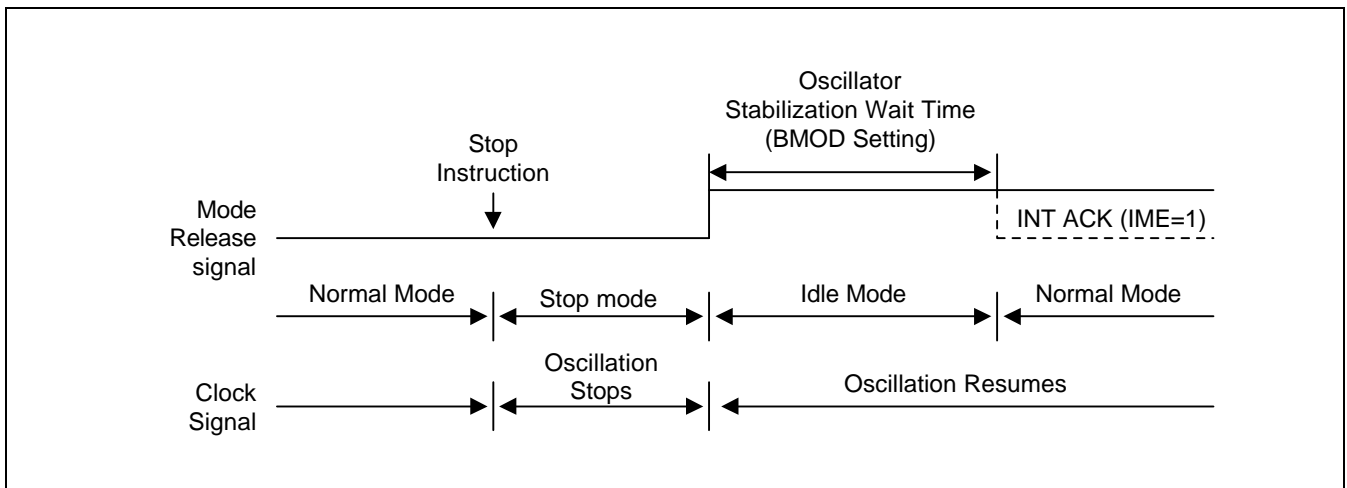 Oscillator
Stabilization Wait Time
(BMOD Setting)
Stop
Instruction
Mode
Release
signal
INT ACK (IME=1)
Normal Mode
Stop mode
Idle Mode
Normal Mode
Clock
Signal
Oscillation
Stops
Oscillation Resumes